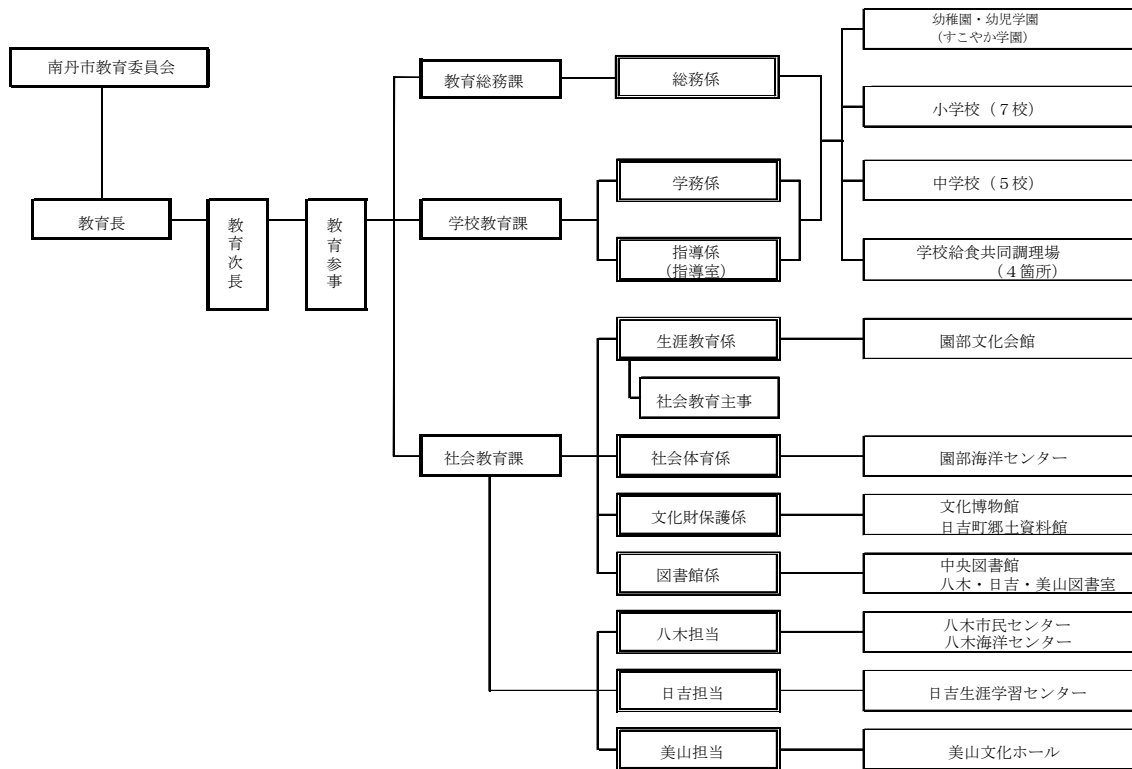 南丹市教育委員会
教育長
教育次長
教育参事
教育総務課
総務係
学校教育課
学務係
指導係
(指導室)
幼稚園・幼児学園
(すこやか学園)
小学校(7校)
中学校(5校)
学校給食共同調理場
(4箇所)
社会教育課
生涯教育係
社会教育主事
園部文化会館
社会体育係
園部海洋センター
文化財保護係
文化博物館
日吉町郷土資料館
図書館係
中央図書館
八木・日吉・美山図書室
八木担当
八木市民センター
八木海洋センター
日吉担当
日吉生涯学習センター
美山担当
美山文化ホール